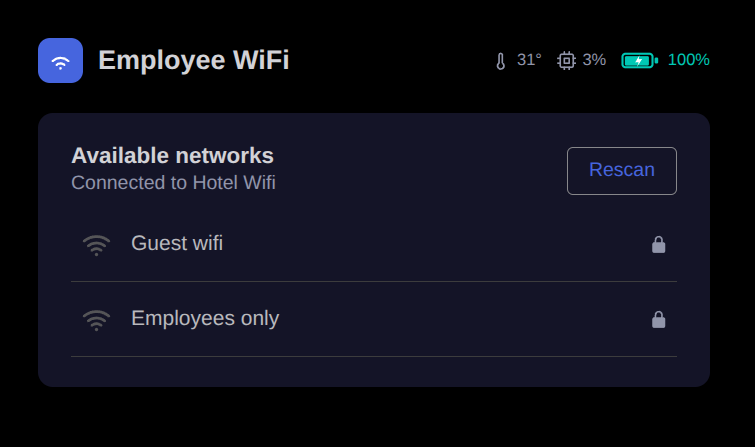 Employee WiFi
31° 3% 100%
Available networks
Connected to Hotel Wifi
Rescan
Guest wifi
Employees only